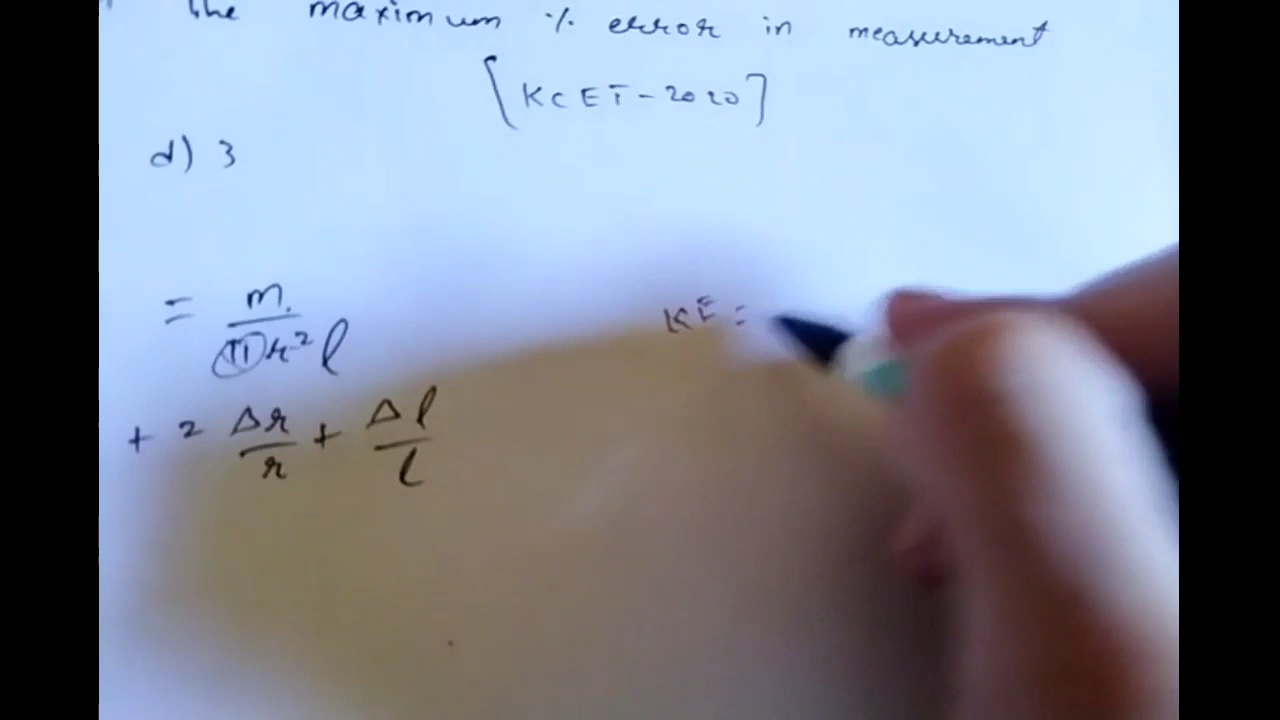 the maximum % error in measurement
[KCET-2020]
d) 3
= m / πr²l
+ 2 Δr/r + Δl/l
KE =